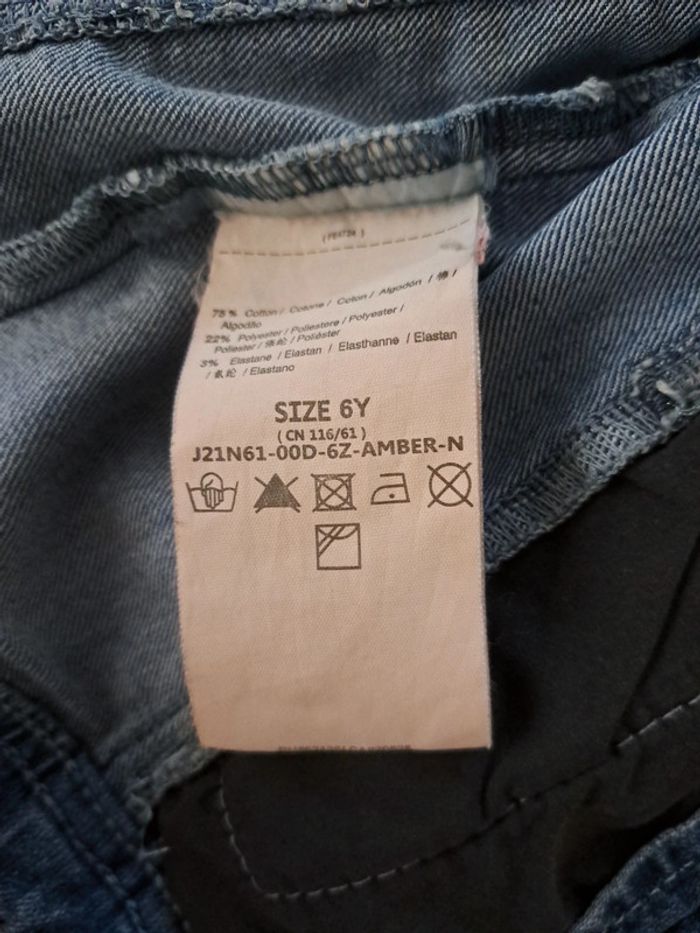 75% Cotton / Cotone / Coton / Algodón / 棉 /
Algodão
22% Polyester / Poliestere / Polyester /
Poliester / 涤纶 / Poliéster
3% Elastane / Elastan / Elasthanne / Elastan
/ 氨纶 / Elastano
SIZE 6Y
( CN 116/61 )
J21N61-00D-6Z-AMBER-N